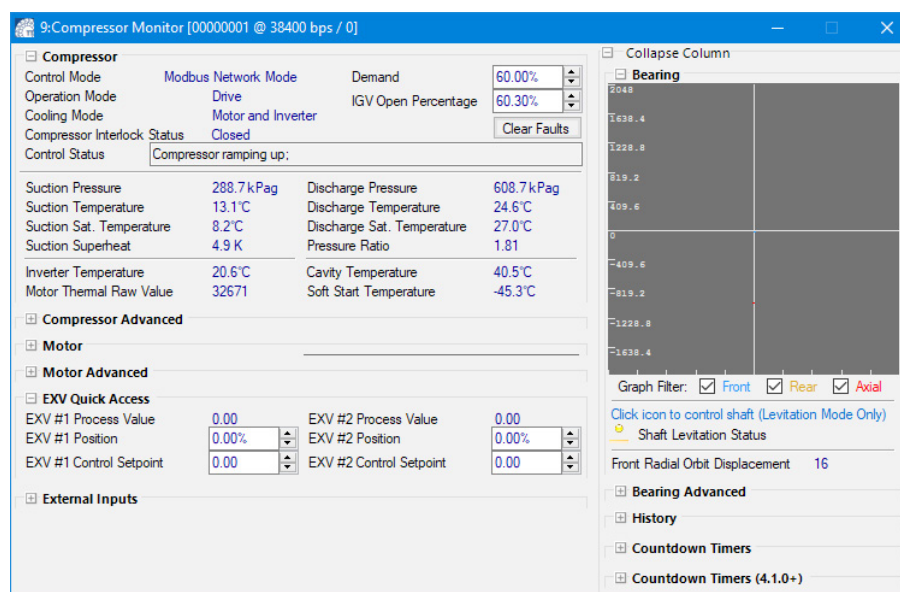 9:Compressor Monitor [00000001 @ 38400 bps / 0]
Compressor
Control Mode Modbus Network Mode Demand 60.00%
Operation Mode Drive IGV Open Percentage 60.30%
Cooling Mode Motor and Inverter
Compressor Interlock Status Closed Clear Faults
Control Status Compressor ramping up;
Suction Pressure 288.7 kPag Discharge Pressure 608.7 kPag
Suction Temperature 13.1°C Discharge Temperature 24.6°C
Suction Sat. Temperature 8.2°C Discharge Sat. Temperature 27.0°C
Suction Superheat 4.9 K Pressure Ratio 1.81
Inverter Temperature 20.6°C Cavity Temperature 40.5°C
Motor Thermal Raw Value 32671 Soft Start Temperature -45.3°C
Compressor Advanced
Motor
Motor Advanced
EXV Quick Access
EXV #1 Process Value 0.00 EXV #2 Process Value 0.00
EXV #1 Position 0.00% EXV #2 Position 0.00%
EXV #1 Control Setpoint 0.00 EXV #2 Control Setpoint 0.00
External Inputs
Collapse Column
Bearing
2048
1638.4
1228.8
819.2
409.6
0
-409.6
-819.2
-1228.8
-1638.4
Graph Filter: Front Rear Axial
Click icon to control shaft (Levitation Mode Only)
Shaft Levitation Status
Front Radial Orbit Displacement 16
Bearing Advanced
History
Countdown Timers
Countdown Timers (4.1.0+)